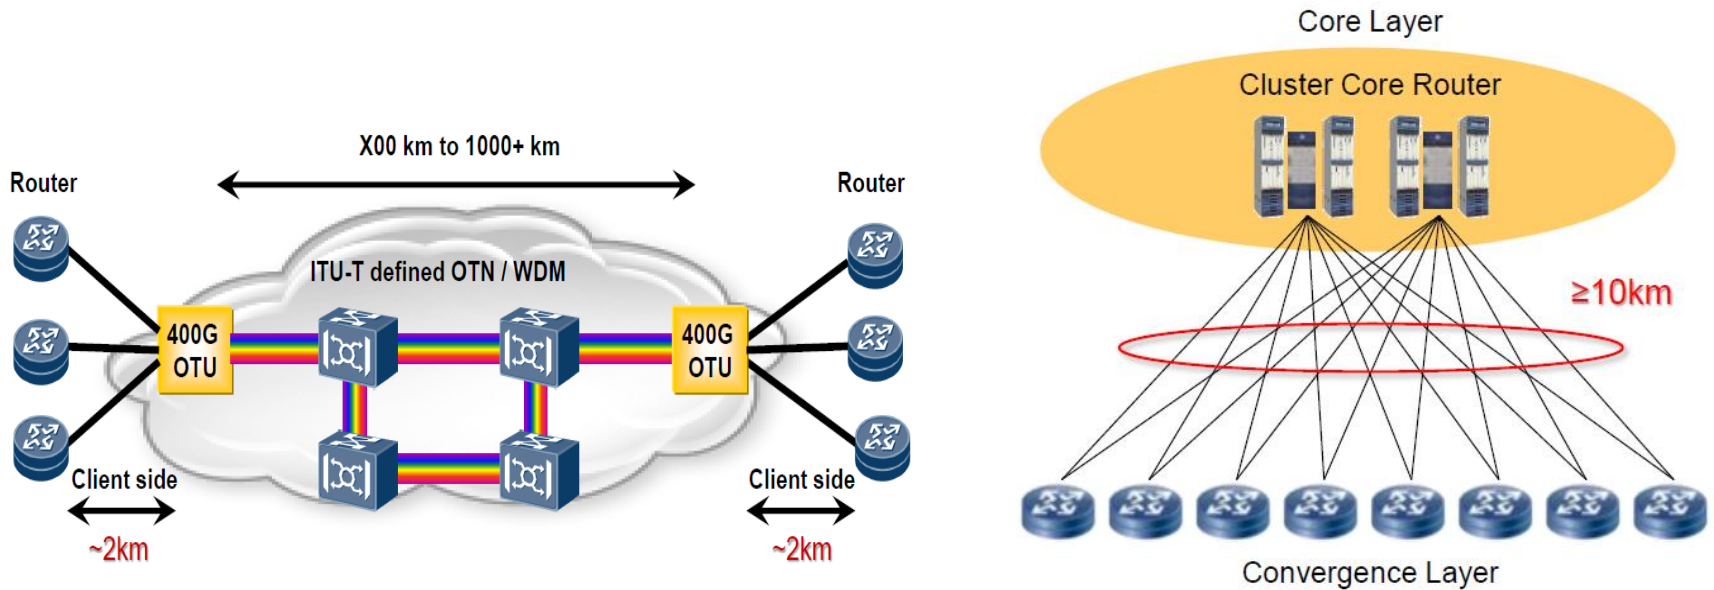 X00 km to 1000+ km
Router
Router
ITU-T defined OTN / WDM
400G
OTU
400G
OTU
Client side
Client side
~2km
~2km
Core Layer
Cluster Core Router
≥10km
Convergence Layer